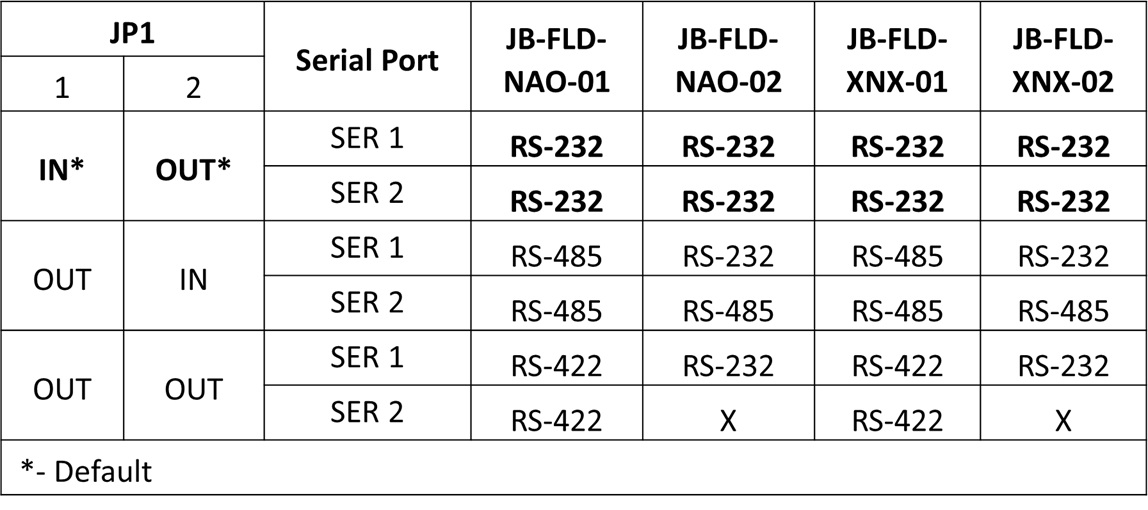 JP1 Serial Port JB-FLD-NAO-01 JB-FLD-NAO-02 JB-FLD-XNX-01 JB-FLD-XNX-02
1 2
IN* OUT* SER 1 RS-232 RS-232 RS-232 RS-232
SER 2 RS-232 RS-232 RS-232 RS-232
OUT IN SER 1 RS-485 RS-232 RS-485 RS-232
SER 2 RS-485 RS-485 RS-485 RS-485
OUT OUT SER 1 RS-422 RS-232 RS-422 RS-232
SER 2 RS-422 X RS-422 X
*- Default